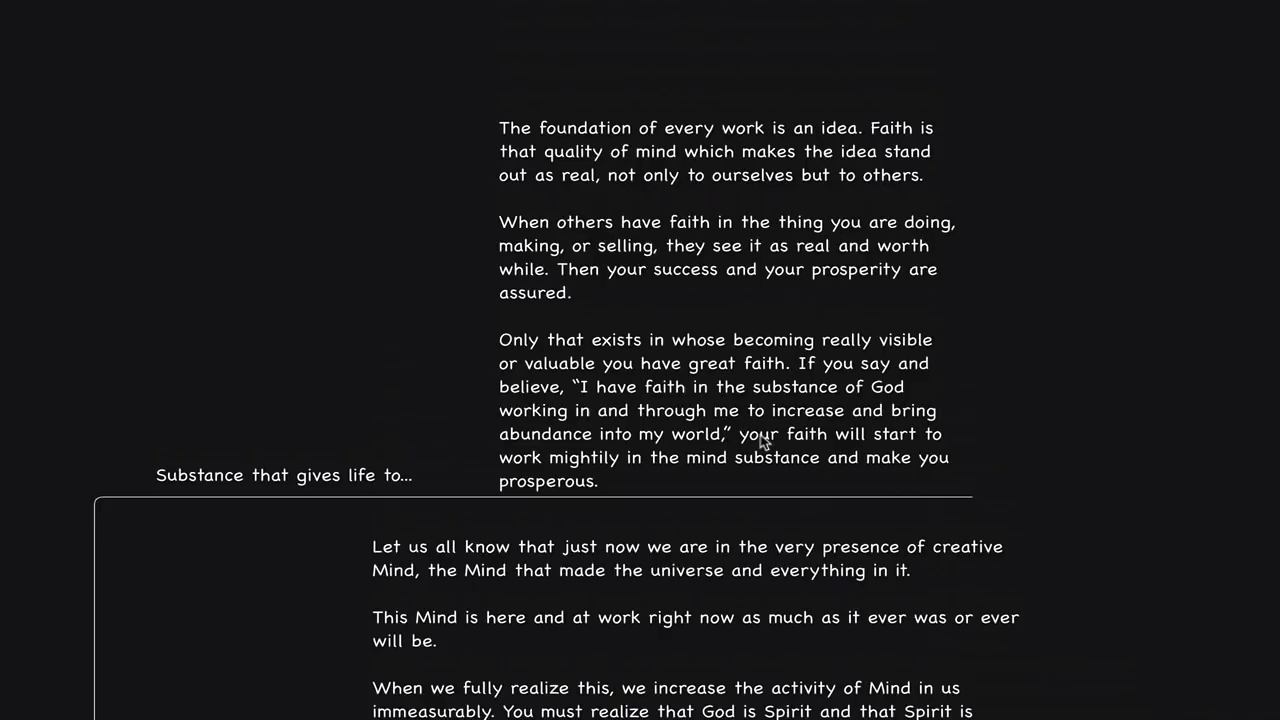 The foundation of every work is an idea. Faith is
that quality of mind which makes the idea stand
out as real, not only to ourselves but to others.
When others have faith in the thing you are doing,
making, or selling, they see it as real and worth
while. Then your success and your prosperity are
assured.
Only that exists in whose becoming really visible
or valuable you have great faith. If you say and
believe, “I have faith in the substance of God
working in and through me to increase and bring
abundance into my world,” your faith will start to
work mightily in the mind substance and make you
prosperous.
Substance that gives life to...
Let us all know that just now we are in the very presence of creative
Mind, the Mind that made the universe and everything in it.
This Mind is here and at work right now as much as it ever was or ever
will be.
When we fully realize this, we increase the activity of Mind in us
immeasurably. You must realize that God is Spirit and that Spirit is